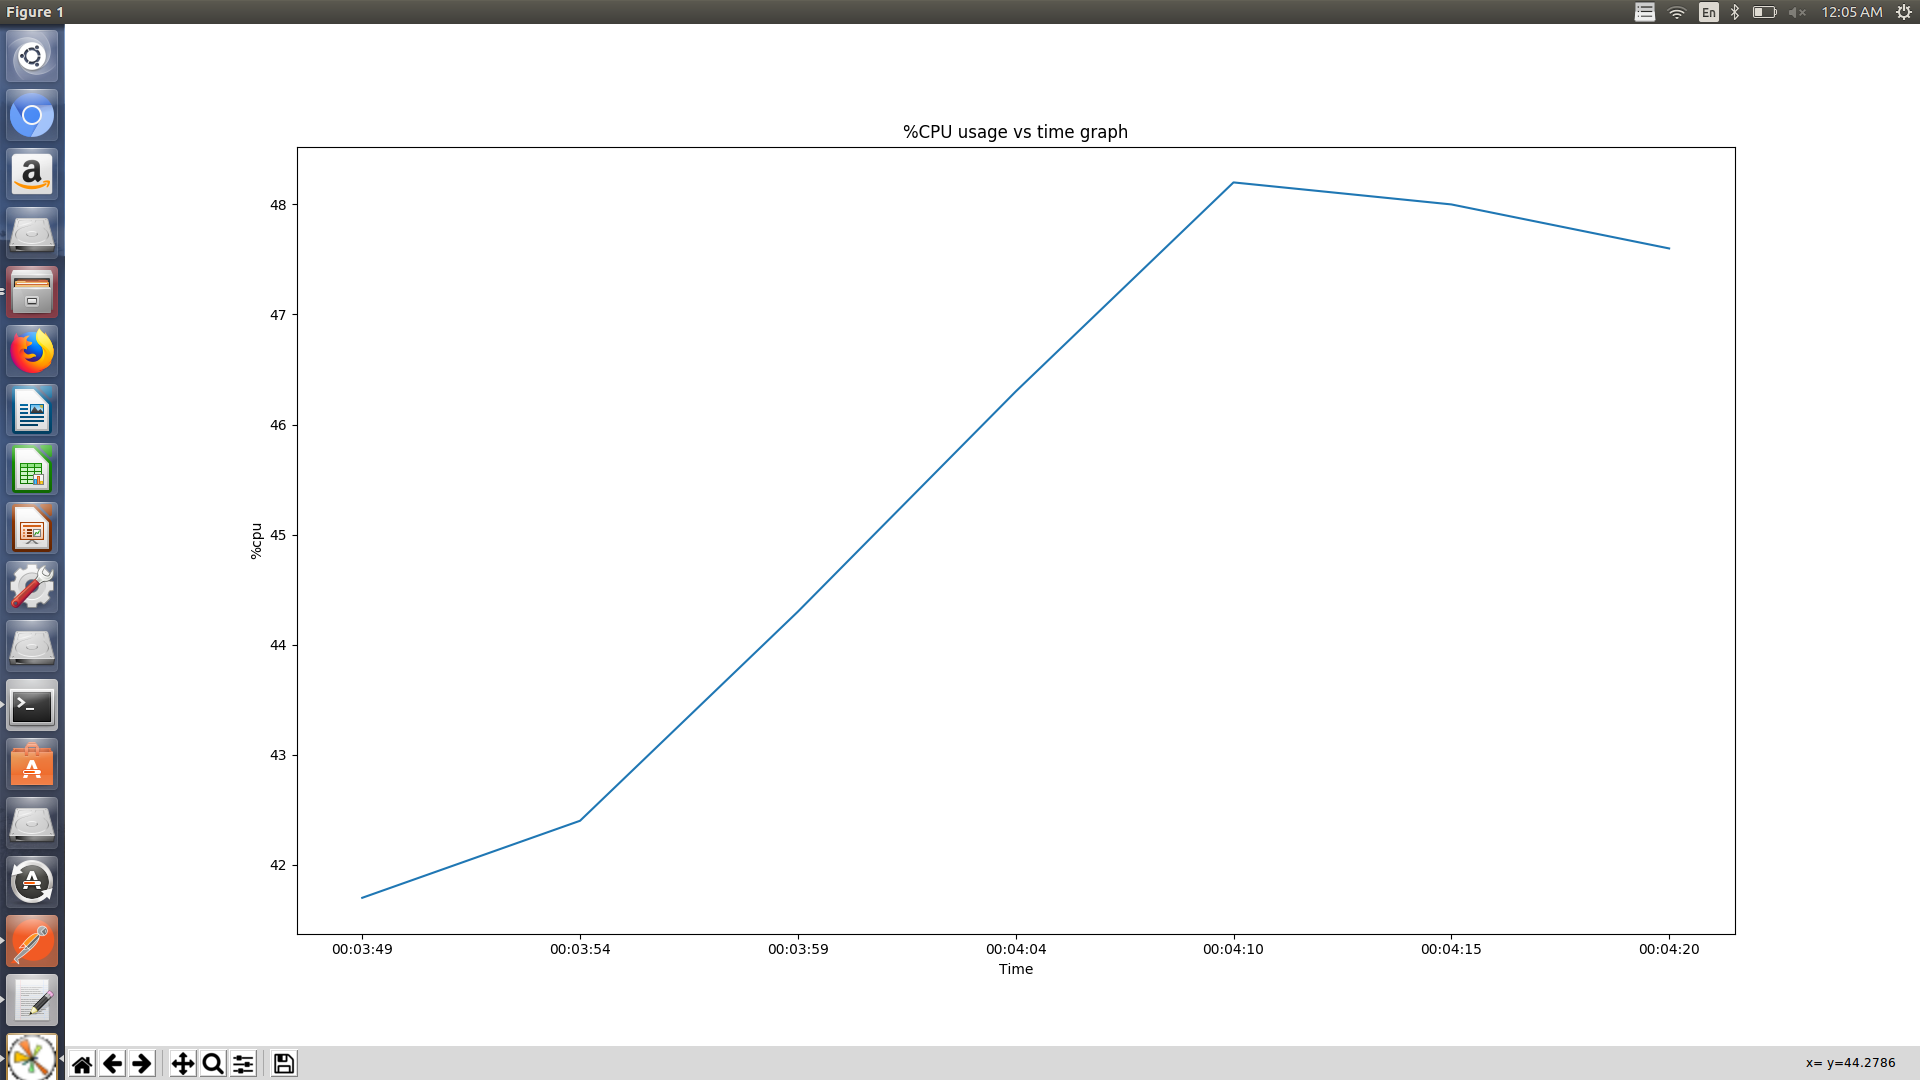 Figure 1
En
12:05 AM
%CPU usage vs time graph
48
47
46
45
44
43
42
%cpu
00:03:49 00:03:54 00:03:59 00:04:04 00:04:10 00:04:15 00:04:20
Time
x= y=44.2786